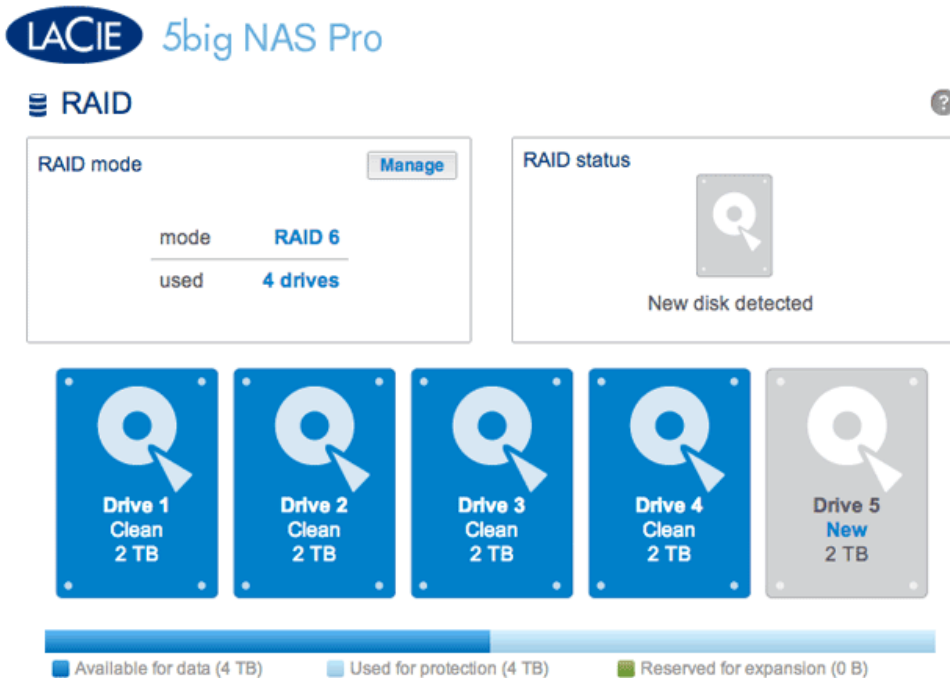 LACIE 5big NAS Pro
RAID
?
RAID mode Manage
mode RAID 6
used 4 drives
RAID status
New disk detected
Drive 1
Clean
2 TB
Drive 2
Clean
2 TB
Drive 3
Clean
2 TB
Drive 4
Clean
2 TB
Drive 5
New
2 TB
Available for data (4 TB) Used for protection (4 TB) Reserved for expansion (0 B)